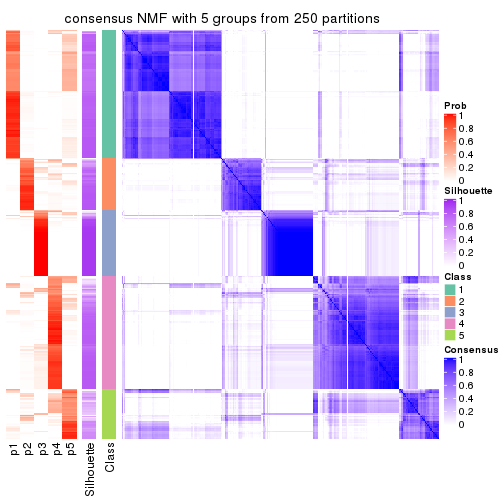 consensus NMF with 5 groups from 250 partitions
p1
p2
p3
p4
p5
Silhouette
Class
Prob
1
0.8
0.6
0.4
0.2
0
Silhouette
1
0.8
0.6
0.4
0.2
0
Class
1
2
3
4
5
Consensus
1
0.8
0.6
0.4
0.2
0